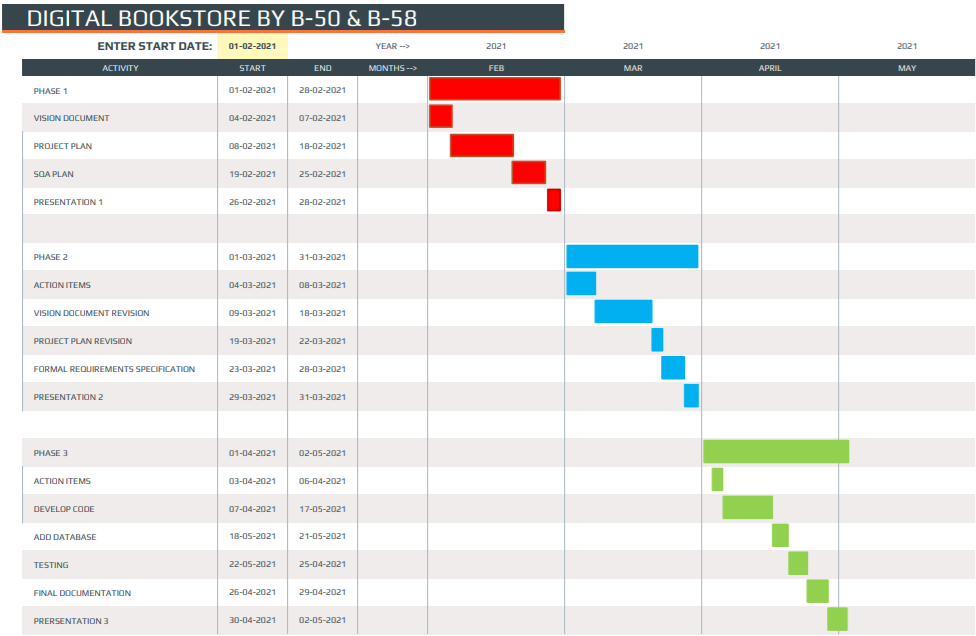 DIGITAL BOOKSTORE BY B-50 & B-58
ENTER START DATE: 01-02-2021 YEAR --> 2021 2021 2021 2021
ACTIVITY START END MONTHS --> FEB MAR APRIL MAY
PHASE 1 01-02-2021 28-02-2021
VISION DOCUMENT 04-02-2021 07-02-2021
PROJECT PLAN 08-02-2021 18-02-2021
SQA PLAN 19-02-2021 25-02-2021
PRESENTATION 1 26-02-2021 28-02-2021
PHASE 2 01-03-2021 31-03-2021
ACTION ITEMS 04-03-2021 08-03-2021
VISION DOCUMENT REVISION 09-03-2021 18-03-2021
PROJECT PLAN REVISION 19-03-2021 22-03-2021
FORMAL REQUIREMENTS SPECIFICATION 23-03-2021 28-03-2021
PRESENTATION 2 29-03-2021 31-03-2021
PHASE 3 01-04-2021 02-05-2021
ACTION ITEMS 03-04-2021 06-04-2021
DEVELOP CODE 07-04-2021 17-05-2021
ADD DATABASE 18-05-2021 21-05-2021
TESTING 22-05-2021 25-04-2021
FINAL DOCUMENTATION 26-04-2021 29-04-2021
PRERSENTATION 3 30-04-2021 02-05-2021